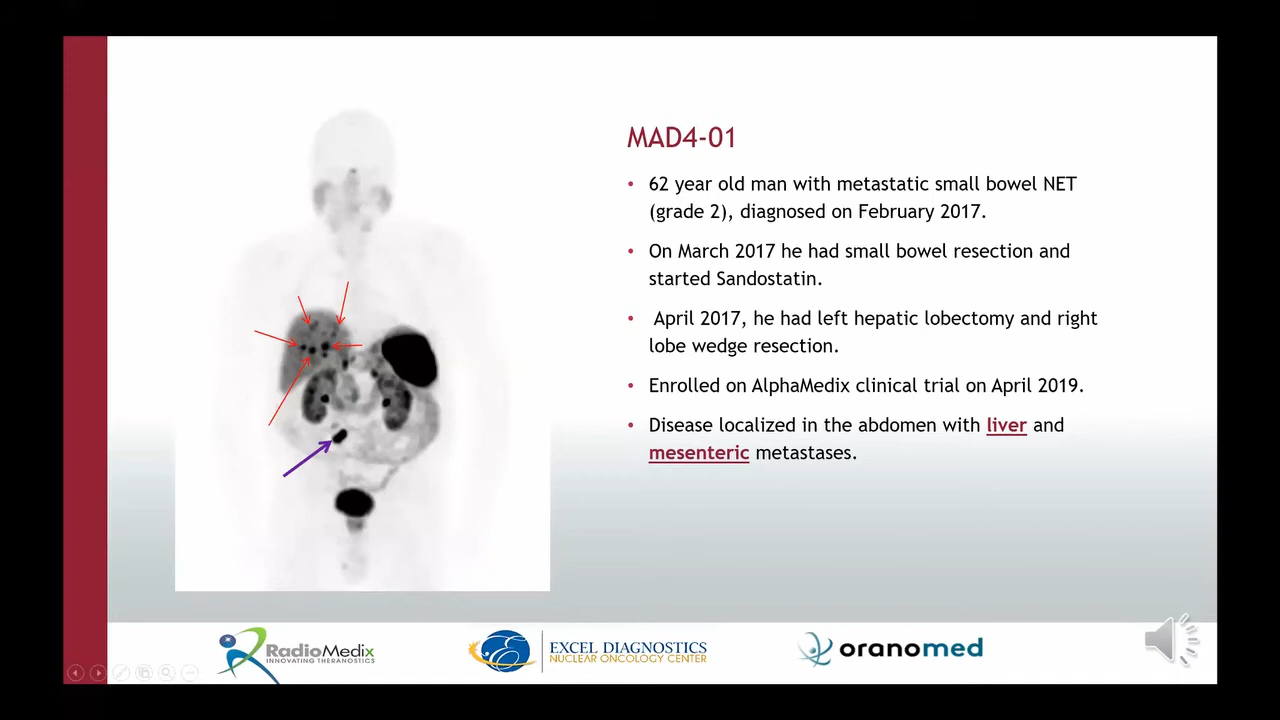 MAD4-01
• 62 year old man with metastatic small bowel NET
(grade 2), diagnosed on February 2017.
• On March 2017 he had small bowel resection and
started Sandostatin.
• April 2017, he had left hepatic lobectomy and right
lobe wedge resection.
• Enrolled on AlphaMedix clinical trial on April 2019.
• Disease localized in the abdomen with liver and
mesenteric metastases.
RadioMedix
INNOVATING THERANOSTICS
EXCEL DIAGNOSTICS
NUCLEAR ONCOLOGY CENTER
oranomed